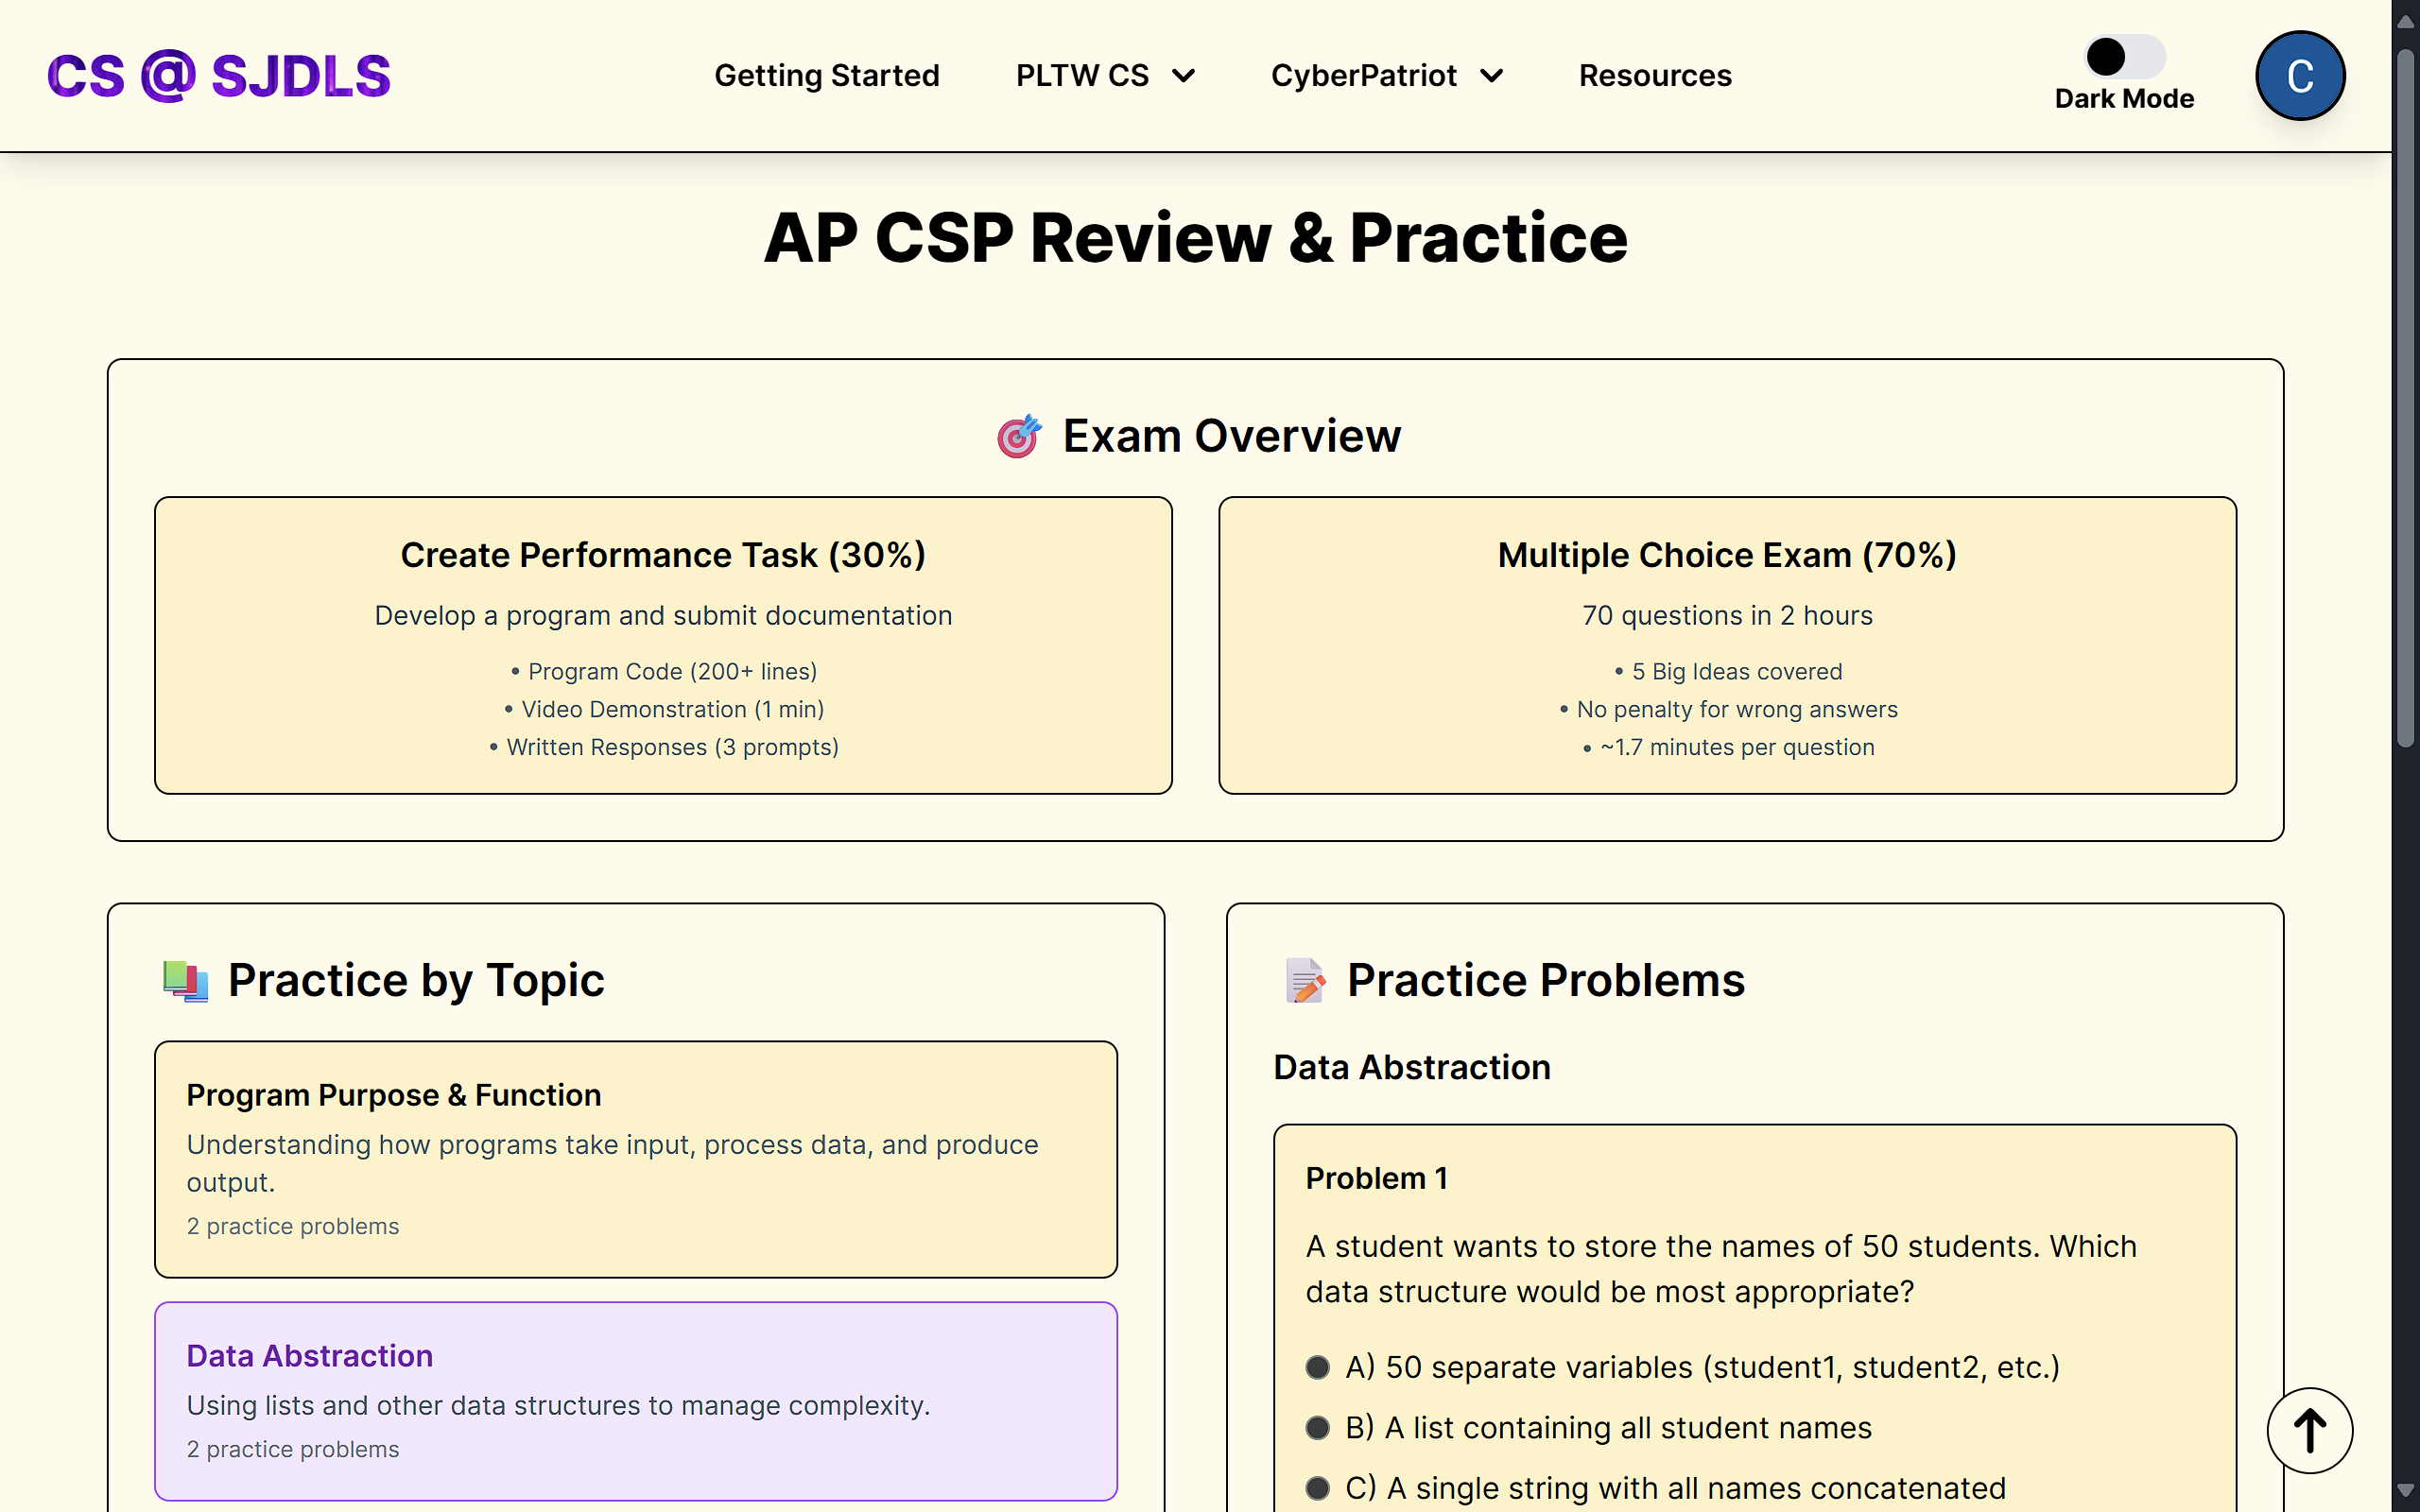 CS @ SJDLS
Getting Started
PLTW CS
CyberPatriot
Resources
Dark Mode
C
AP CSP Review & Practice
🎯 Exam Overview
Create Performance Task (30%)
Develop a program and submit documentation
• Program Code (200+ lines)
• Video Demonstration (1 min)
• Written Responses (3 prompts)
Multiple Choice Exam (70%)
70 questions in 2 hours
• 5 Big Ideas covered
• No penalty for wrong answers
• ~1.7 minutes per question
📚 Practice by Topic
Program Purpose & Function
Understanding how programs take input, process data, and produce
output.
2 practice problems
Data Abstraction
Using lists and other data structures to manage complexity.
2 practice problems
📝 Practice Problems
Data Abstraction
Problem 1
A student wants to store the names of 50 students. Which
data structure would be most appropriate?
A) 50 separate variables (student1, student2, etc.)
B) A list containing all student names
C) A single string with all names concatenated